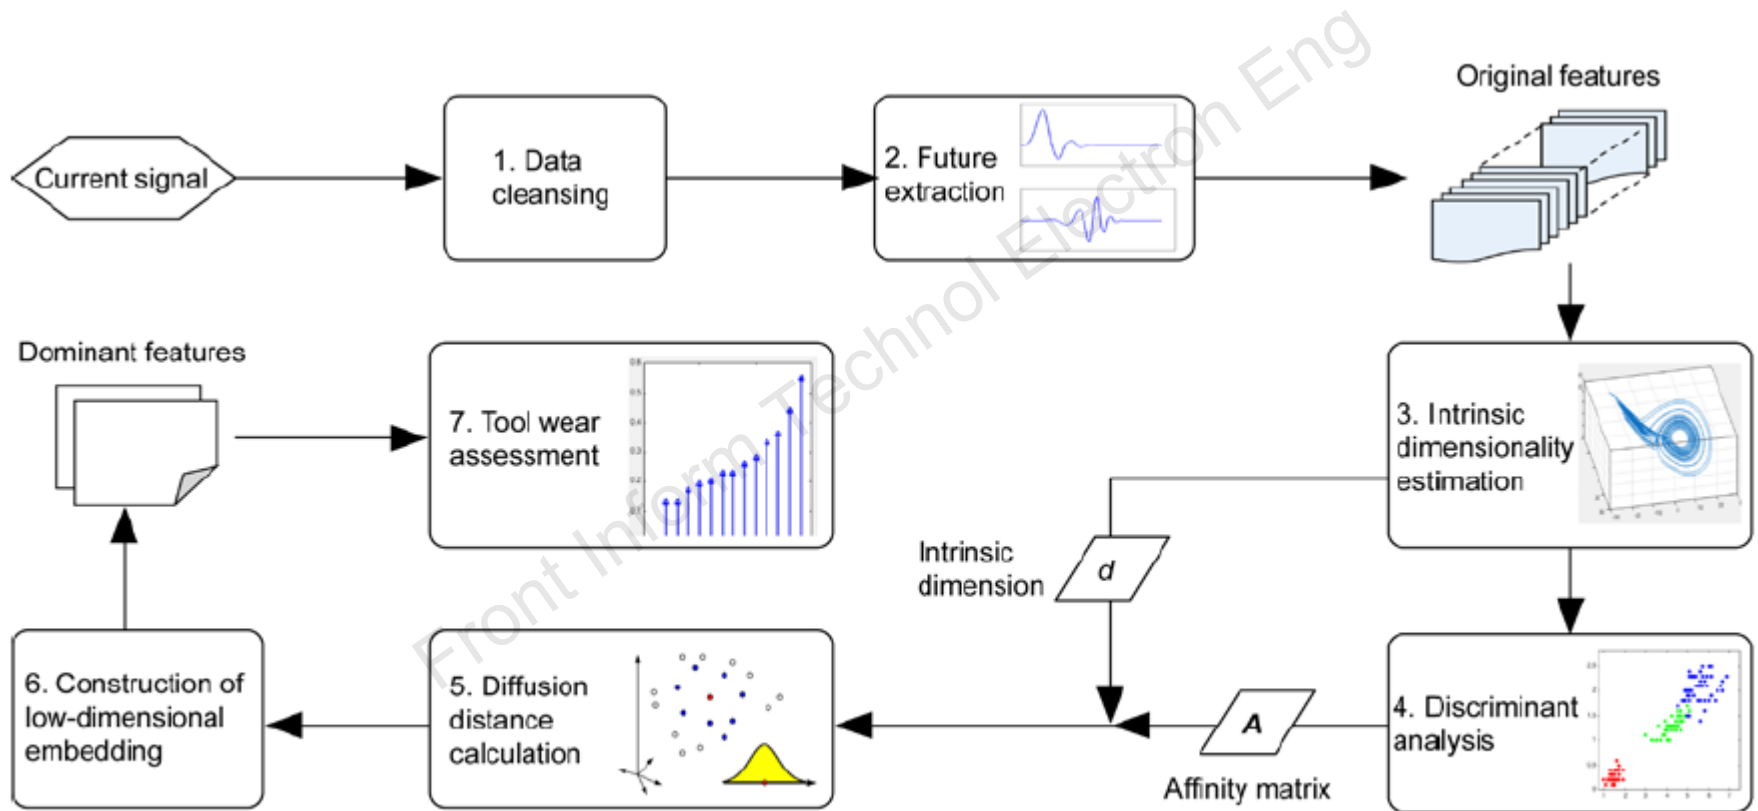 Original features
Current signal
1. Data
cleansing
2. Future
extraction
Dominant features
7. Tool wear
assessment
3. Intrinsic
dimensionality
estimation
Intrinsic
dimension
d
6. Construction of
low-dimensional
embedding
5. Diffusion
distance
calculation
A
Affinity matrix
4. Discriminant
analysis
Front Inform Technol Electron Eng